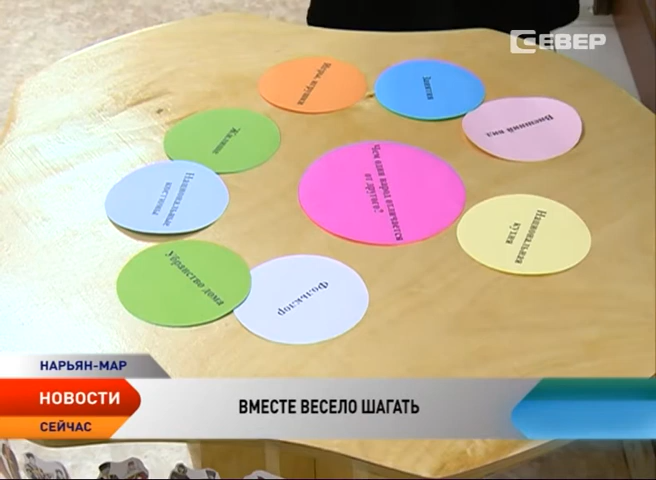 СЕВЕР
Игры, игрушки
Занятия
Внешний вид
Жилище
Чем один народ отличается
от другого?
Национальные
костюмы
Национальная
кухня
Убранство дома
Фольклор
НАРЬЯН-МАР
НОВОСТИ
СЕЙЧАС
ВМЕСТЕ ВЕСЕЛО ШАГАТЬ